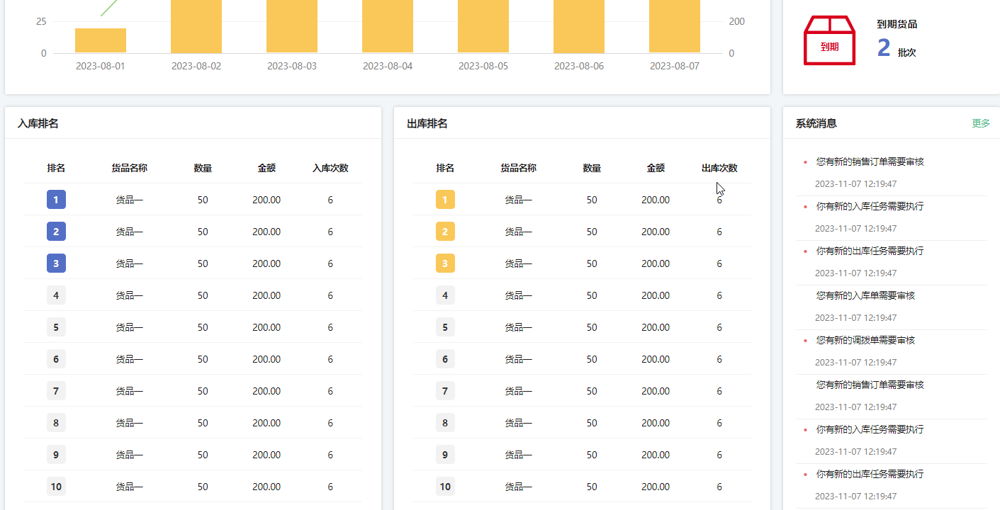 25
200
0
0
2023-08-01 2023-08-02 2023-08-03 2023-08-04 2023-08-05 2023-08-06 2023-08-07
到期
到期货品
2 批次
入库排名
排名 货品名称 数量 金额 入库次数
1 货品一 50 200.00 6
2 货品一 50 200.00 6
3 货品一 50 200.00 6
4 货品一 50 200.00 6
5 货品一 50 200.00 6
6 货品一 50 200.00 6
7 货品一 50 200.00 6
8 货品一 50 200.00 6
9 货品一 50 200.00 6
10 货品一 50 200.00 6
出库排名
排名 货品名称 数量 金额 出库次数
1 货品一 50 200.00 6
2 货品一 50 200.00 6
3 货品一 50 200.00 6
4 货品一 50 200.00 6
5 货品一 50 200.00 6
6 货品一 50 200.00 6
7 货品一 50 200.00 6
8 货品一 50 200.00 6
9 货品一 50 200.00 6
10 货品一 50 200.00 6
系统消息 更多
您有新的销售订单需要审核
2023-11-07 12:19:47
你有新的入库任务需要执行
2023-11-07 12:19:47
你有新的出库任务需要执行
2023-11-07 12:19:47
您有新的入库单需要审核
2023-11-07 12:19:47
您有新的调拨单需要审核
2023-11-07 12:19:47
您有新的销售订单需要审核
2023-11-07 12:19:47
你有新的入库任务需要执行
2023-11-07 12:19:47
你有新的出库任务需要执行
2023-11-07 12:19:47